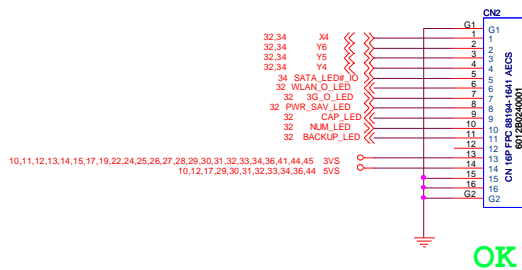 CN2
G1 G1
32,34 X4 1 1
32,34 Y6 2 2
32,34 Y5 3 3
32,34 Y4 4 4
34 SATA_LED#_IO 5 5
32 WLAN_O_LED 6 6
32 3G_O_LED 7 7
32 PWR_SAV_LED 8 8
32 CAP_LED 9 9
32 NUM_LED 10 10
32 BACKUP_LED 11 11
12 12
10,11,12,13,14,15,17,19,22,24,25,26,27,28,29,30,31,32,33,34,36,41,44,45 3VS 13 13
10,12,17,29,30,31,32,33,34,36,44 5VS 14 14
15 15
16 16
G2 G2
CN 16P FPC 88194-1641 AECS
6012B0240001
OK